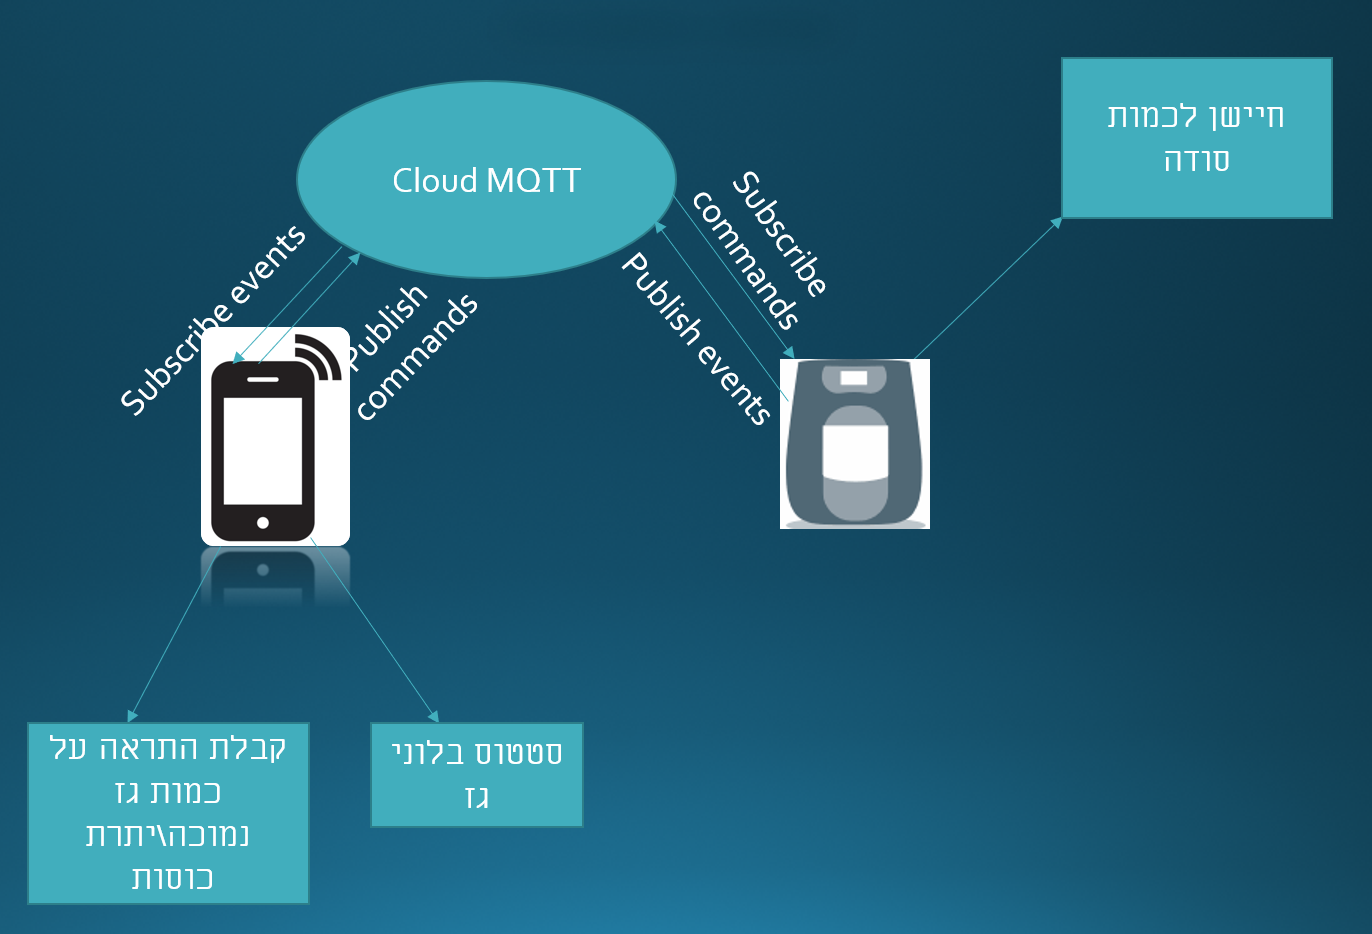 Cloud MQTT
חיישן לכמות
סודה
Subscribe events
Publish
commands
Subscribe
commands
Publish events
קבלת התראה על
כמות גז
נמוכה\יתרת
כוסות
סטטוס בלוני
גז